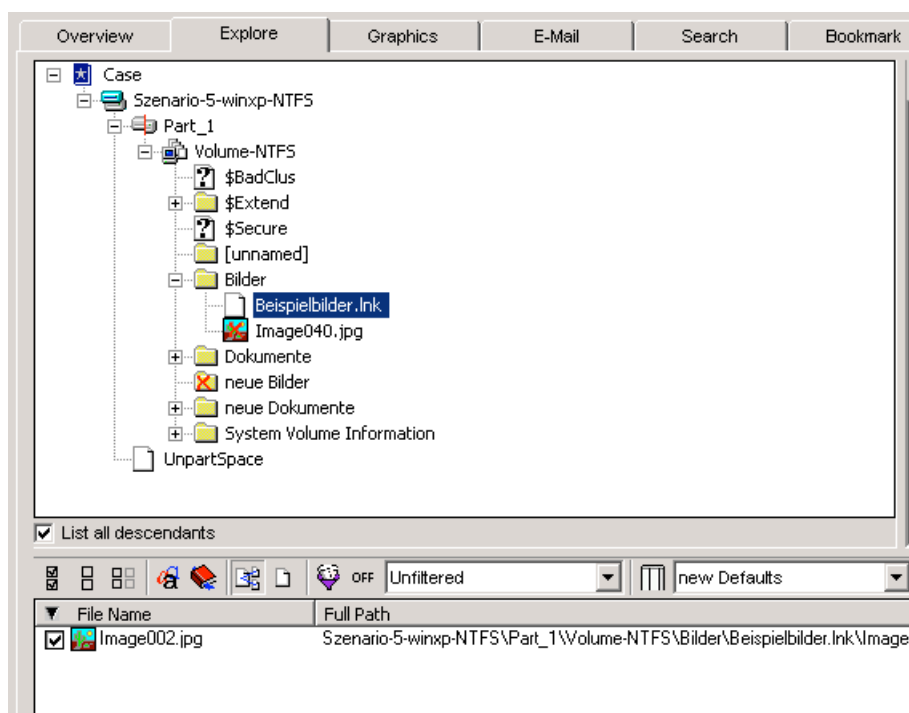 Overview Explore Graphics E-Mail Search Bookmark
Case
Szenario-5-winxp-NTFS
Part_1
Volume-NTFS
$BadClus
$Extend
$Secure
[unnamed]
Bilder
Beispielbilder.lnk
Image040.jpg
Dokumente
neue Bilder
neue Dokumente
System Volume Information
UnpartSpace
List all descendants
OFF Unfiltered new Defaults
File Name Full Path
Image002.jpg Szenario-5-winxp-NTFS\Part_1\Volume-NTFS\Bilder\Beispielbilder.lnk\Image